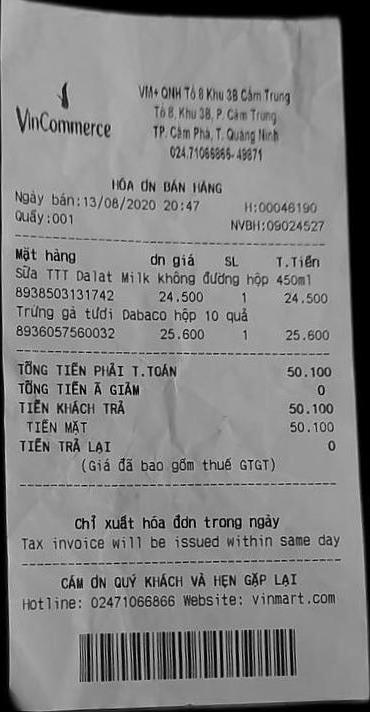 VinCommerce
VM+ QNH Tổ 8 Khu 3B Cẩm Trung
Tổ 8, Khu 3B, P. Cẩm Trung
TP. Cẩm Phả, T. Quảng Ninh
024.71066866-49871
HÓA ƠN BÁN HÀNG
Ngày bán:13/08/2020 20:47 H:00046190
Quầy:001 NVBH:09024527
Mặt hàng ơn giá SL T.Tiền
Sữa TTT Dalat Milk không đường hộp 450ml
8938503131742 24.500 1 24.500
Trứng gà tươi Dabaco hộp 10 quả
8936057560032 25.600 1 25.600
TỔNG TIỀN PHẢI T.TOÁN 50.100
TỔNG TIỀN Ã GIẢM 0
TIỀN KHÁCH TRẢ 50.100
TIỀN MẶT 50.100
TIỀN TRẢ LẠI 0
(Giá đã bao gồm thuế GTGT)
Chỉ xuất hóa đơn trong ngày
Tax invoice will be issued within same day
CÁM ƠN QUÝ KHÁCH VÀ HẸN GẶP LẠI
Hotline: 02471066866 Website: vinmart.com